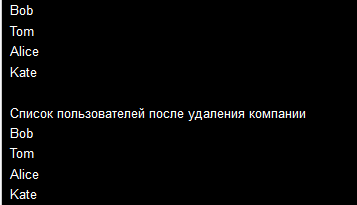 Bob
Tom
Alice
Kate
Список пользователей после удаления компании
Bob
Tom
Alice
Kate